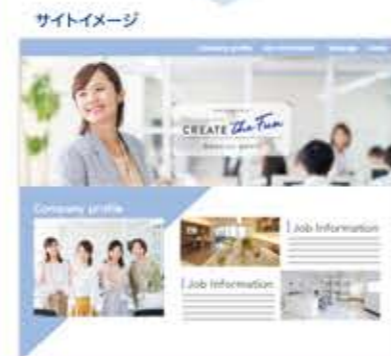 サイトイメージ
Company profile
CREATE the Fun
Company profile
Job Information
Job Information